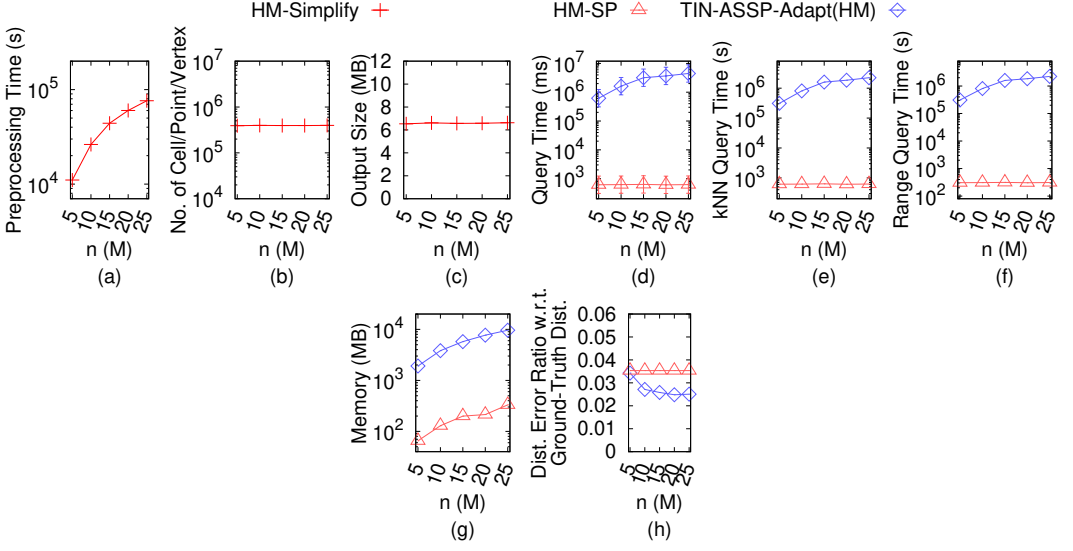 HM-Simplify HM-SP TIN-ASSP-Adapt(HM)
Preprocessing Time (s)
10^5
10^4
5 10 15 20 25
n (M)
(a)
No. of Cell/Point/Vertex
10^7
10^6
10^5
10^4
5 10 15 20 25
n (M)
(b)
Output Size (MB)
12
10
8
6
4
2
0
5 10 15 20 25
n (M)
(c)
Query Time (ms)
10^7
10^6
10^5
10^4
10^3
5 10 15 20 25
n (M)
(d)
kNN Query Time (s)
10^6
10^5
10^4
10^3
5 10 15 20 25
n (M)
(e)
Range Query Time (s)
10^6
10^5
10^4
10^3
10^2
5 10 15 20 25
n (M)
(f)
Memory (MB)
10^4
10^3
10^2
5 10 15 20 25
n (M)
(g)
Dist. Error Ratio w.r.t.
Ground-Truth Dist.
0.06
0.05
0.04
0.03
0.02
0.01
0
5 10 15 20 25
n (M)
(h)